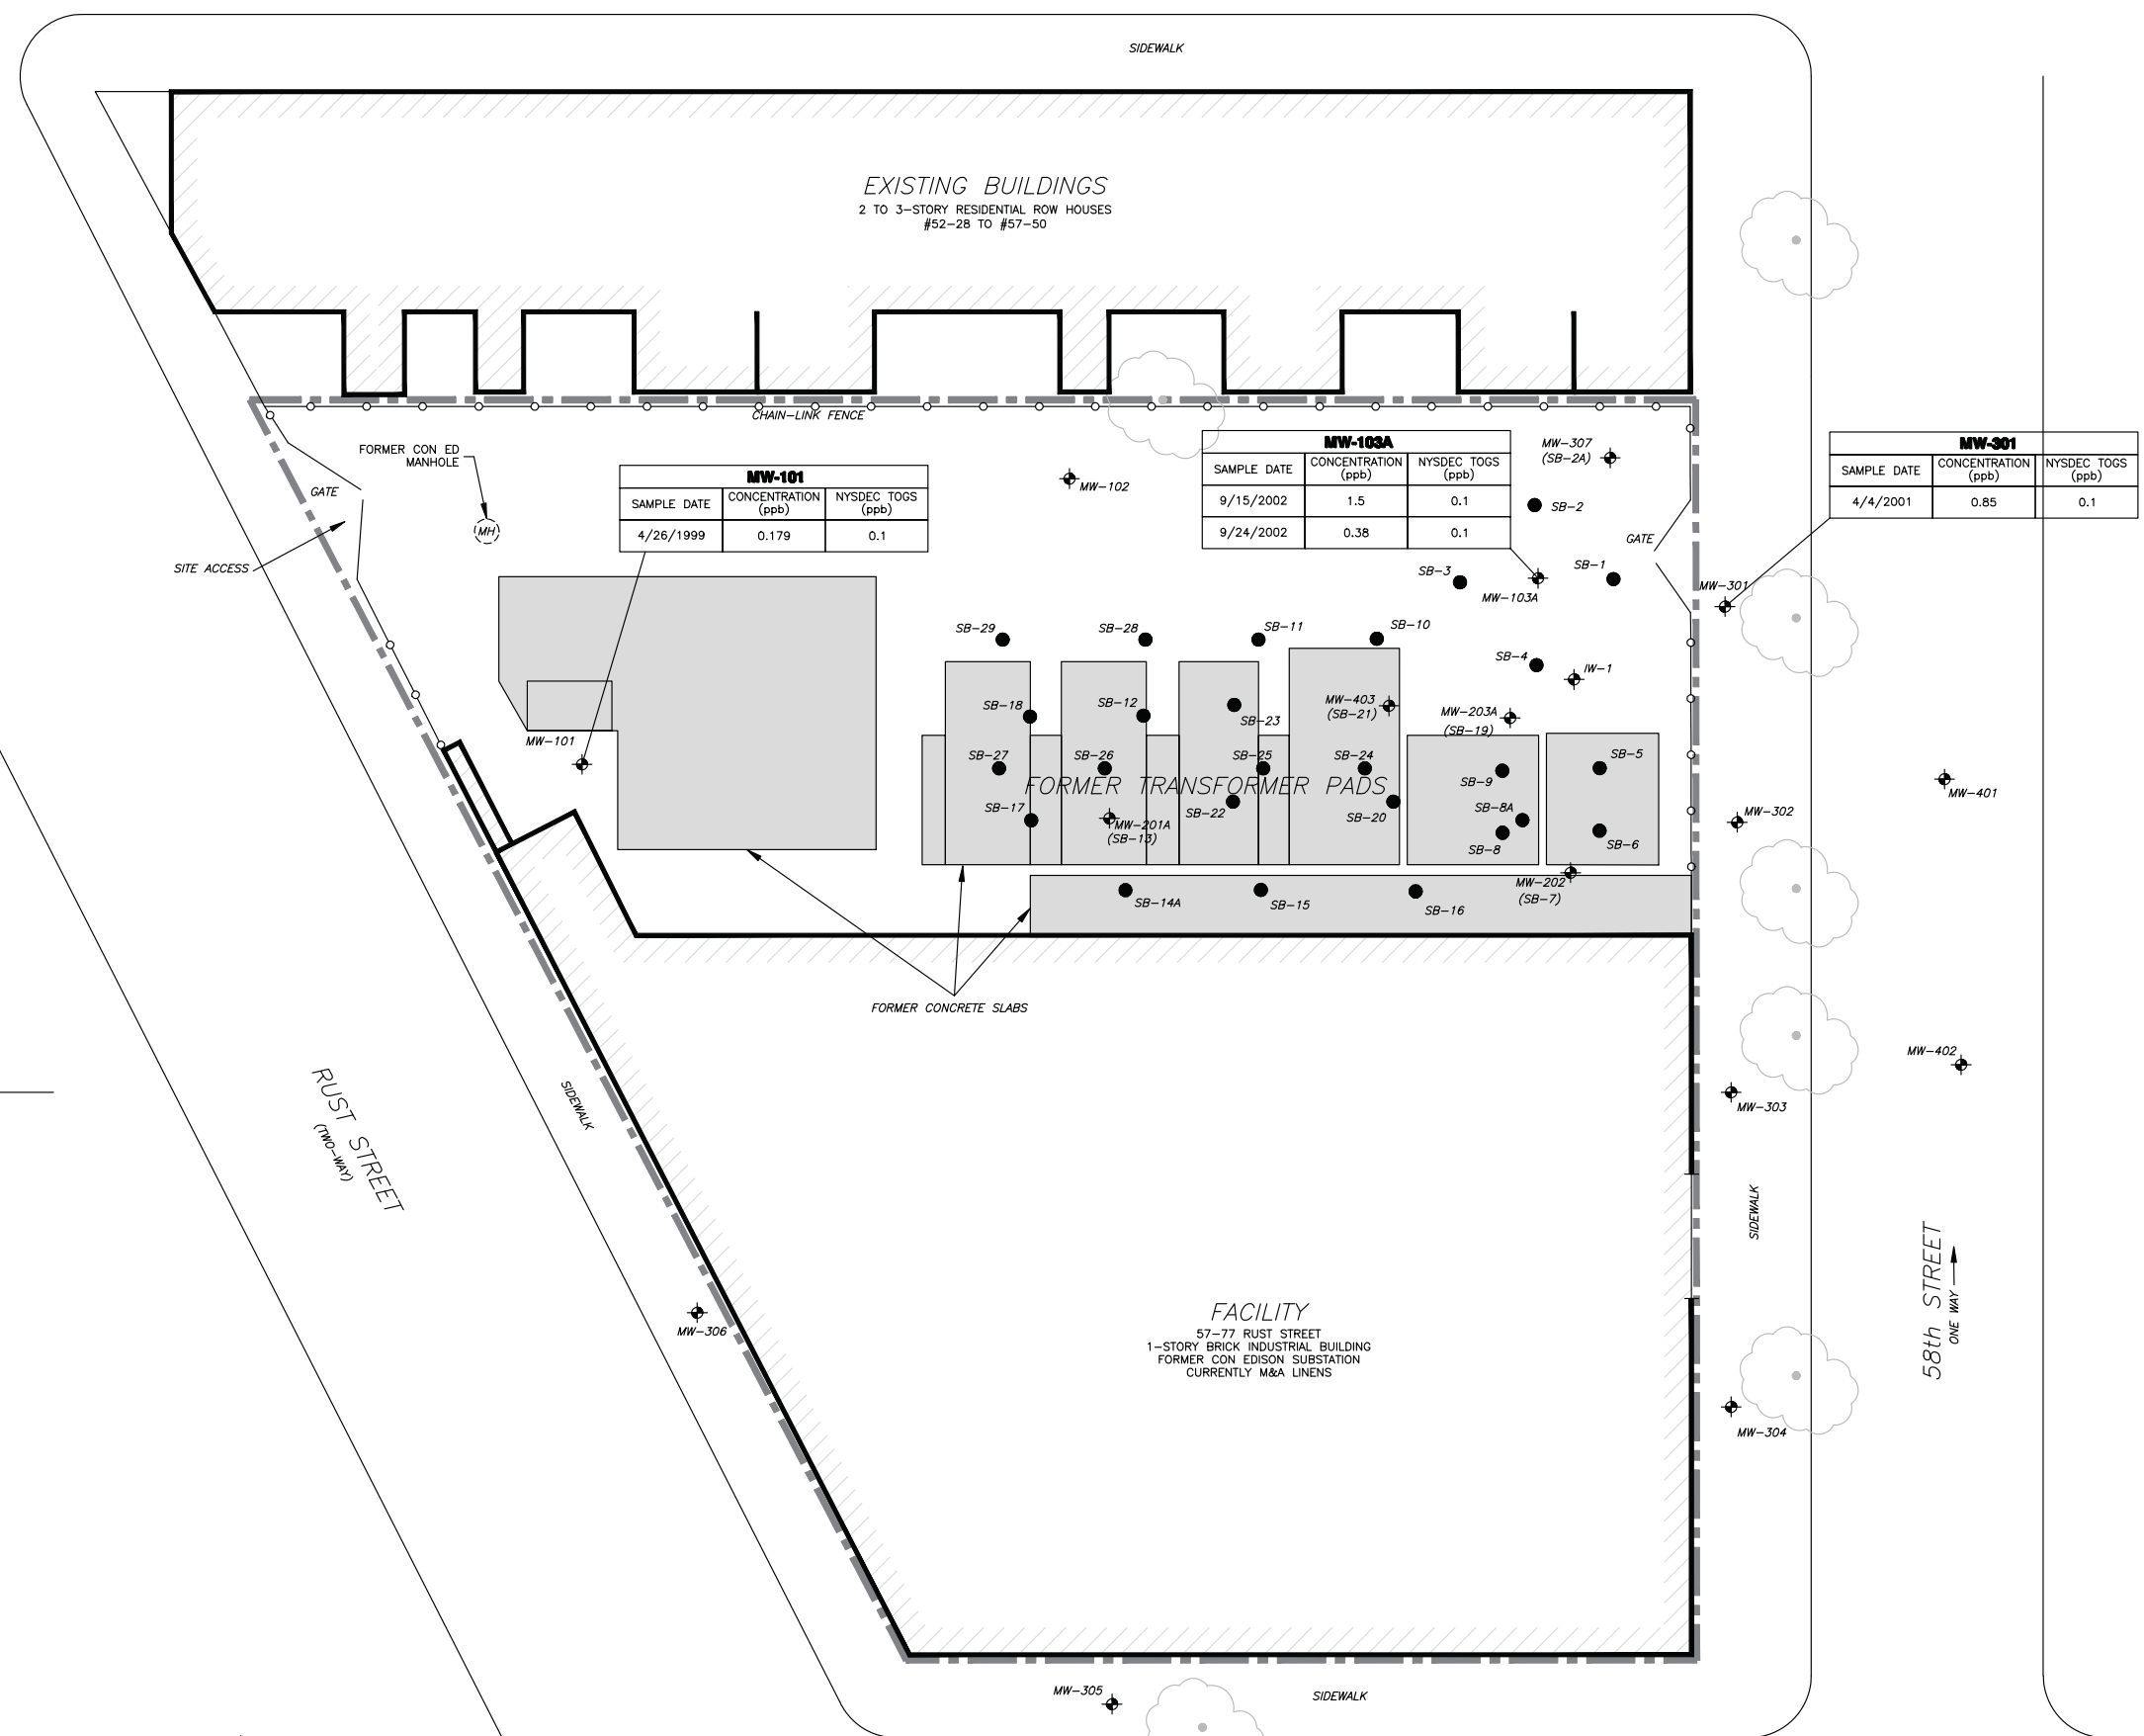 SIDEWALK
EXISTING BUILDINGS
2 TO 3-STORY RESIDENTIAL ROW HOUSES
#52-28 TO #57-50
CHAIN-LINK FENCE
FORMER CON ED
MANHOLE
GATE
MH
SITE ACCESS
MW-101
SAMPLE DATE CONCENTRATION (ppb) NYSDEC TOGS (ppb)
4/26/1999 0.179 0.1
MW-102
MW-103A
SAMPLE DATE CONCENTRATION (ppb) NYSDEC TOGS (ppb)
9/15/2002 1.5 0.1
9/24/2002 0.38 0.1
MW-307
(SB-2A)
SB-2
GATE
MW-301
SAMPLE DATE CONCENTRATION (ppb) NYSDEC TOGS (ppb)
4/4/2001 0.85 0.1
SB-3
SB-1
MW-103A
MW-301
SB-29
SB-28
SB-11
SB-10
SB-4
IW-1
SB-18
SB-12
SB-23
MW-403
(SB-21)
MW-203A
(SB-19)
MW-101
SB-27
SB-26
SB-25
SB-24
SB-9
SB-5
FORMER TRANSFORMER PADS
SB-17
MW-201A
(SB-13)
SB-22
SB-20
SB-8A
SB-8
SB-6
MW-302
MW-401
MW-202
(SB-7)
SB-14A
SB-15
SB-16
FORMER CONCRETE SLABS
RUST STREET
(TWO-WAY)
SIDEWALK
MW-402
MW-303
SIDEWALK
58th STREET
ONE WAY
MW-306
FACILITY
57-77 RUST STREET
1-STORY BRICK INDUSTRIAL BUILDING
FORMER CON EDISON SUBSTATION
CURRENTLY M&A LINENS
MW-304
MW-305
SIDEWALK